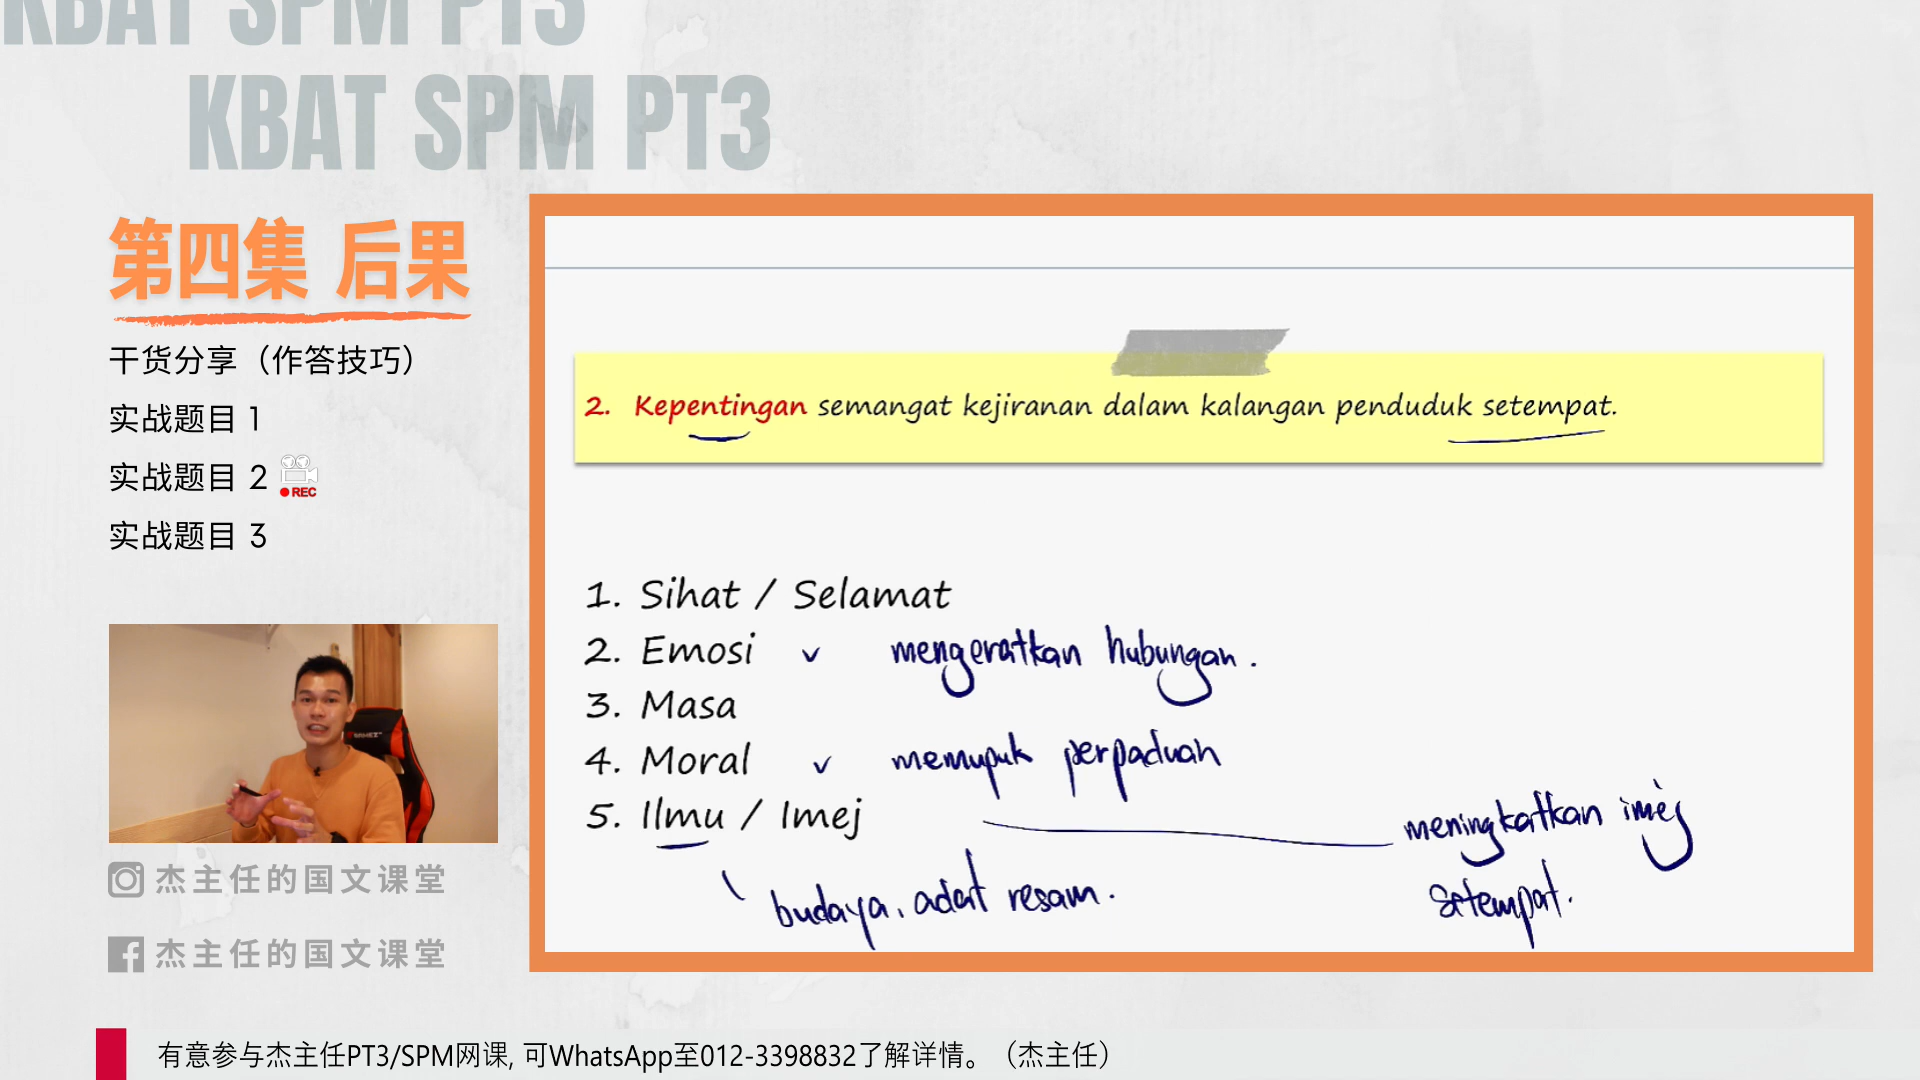 KBAT SPM PT3
KBAT SPM PT3
第四集 后果
干货分享（作答技巧）
实战题目 1
实战题目 2
REC
实战题目 3
杰主任的国文课堂
杰主任的国文课堂
2. Kepentingan semangat kejiranan dalam kalangan penduduk setempat.
1. Sihat / Selamat
2. Emosi v mengeratkan hubungan.
3. Masa
4. Moral v memupuk perpaduan
5. Ilmu / Imej
meningkatkan imej
setempat.
budaya, adat resam.
有意参与杰主任PT3/SPM网课, 可WhatsApp至012-3398832了解详情。（杰主任）